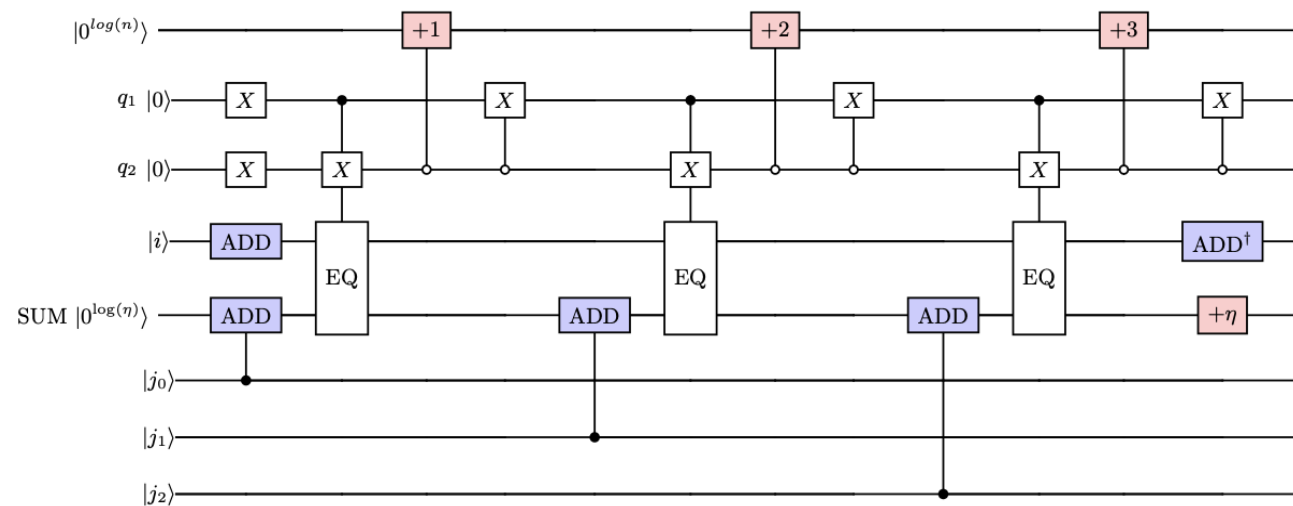 |0^{log(n)}⟩ +1 +2 +3
q₁ |0⟩ X X X X
q₂ |0⟩ X X X X
|i⟩ ADD EQ EQ EQ ADD†
SUM |0^{log(η)}⟩ ADD ADD ADD +η
|j₀⟩
|j₁⟩
|j₂⟩